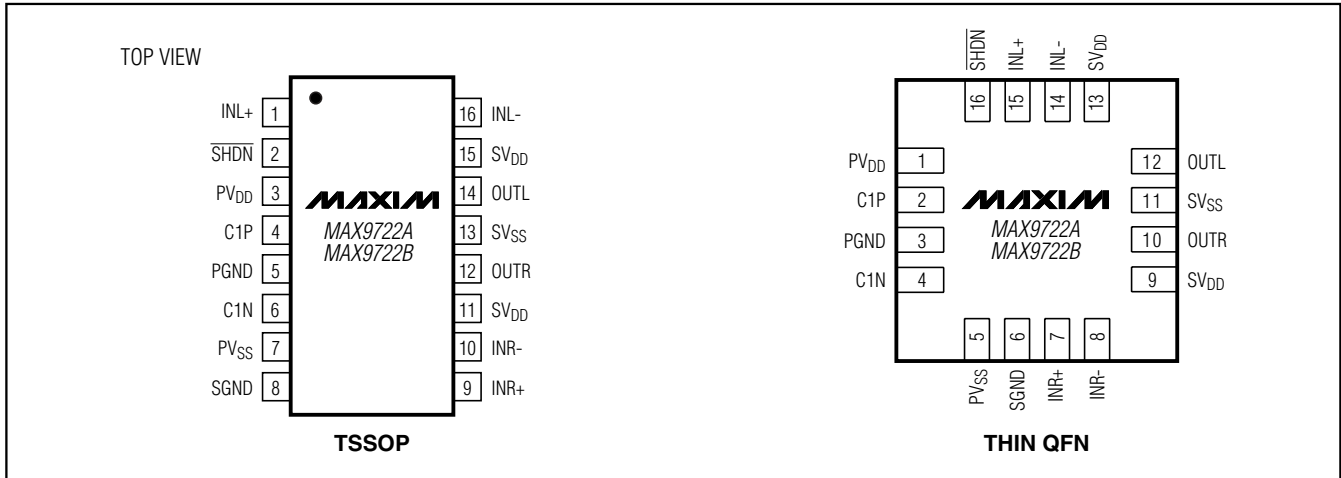 TOP VIEW
INL+ 1
SHDN 2
PVDD 3
C1P 4
PGND 5
C1N 6
PVSS 7
SGND 8
16 INL-
15 SVDD
14 OUTL
13 SVSS
12 OUTR
11 SVDD
10 INR-
9 INR+
MAXIM
MAX9722A
MAX9722B
TSSOP
SHDN INL+ INL- SVDD
16 15 14 13
PVDD 1
C1P 2
PGND 3
C1N 4
12 OUTL
11 SVSS
10 OUTR
9 SVDD
MAXIM
MAX9722A
MAX9722B
5 6 7 8
PVSS SGND INR+ INR-
THIN QFN